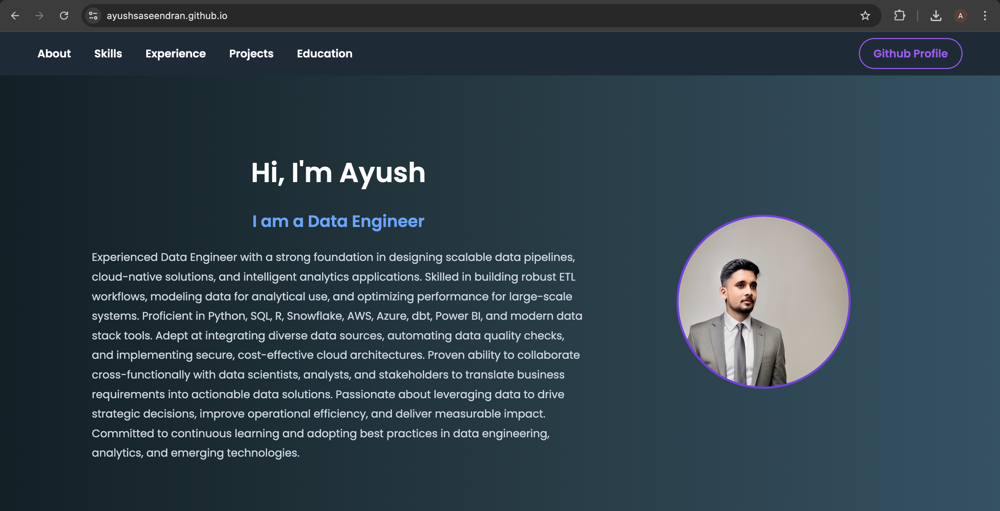 ayushsaseendran.github.io
A
About
Skills
Experience
Projects
Education
Github Profile
Hi, I'm Ayush
I am a Data Engineer
Experienced Data Engineer with a strong foundation in designing scalable data pipelines,
cloud-native solutions, and intelligent analytics applications. Skilled in building robust ETL
workflows, modeling data for analytical use, and optimizing performance for large-scale
systems. Proficient in Python, SQL, R, Snowflake, AWS, Azure, dbt, Power BI, and modern data
stack tools. Adept at integrating diverse data sources, automating data quality checks,
and implementing secure, cost-effective cloud architectures. Proven ability to collaborate
cross-functionally with data scientists, analysts, and stakeholders to translate business
requirements into actionable data solutions. Passionate about leveraging data to drive
strategic decisions, improve operational efficiency, and deliver measurable impact.
Committed to continuous learning and adopting best practices in data engineering,
analytics, and emerging technologies.